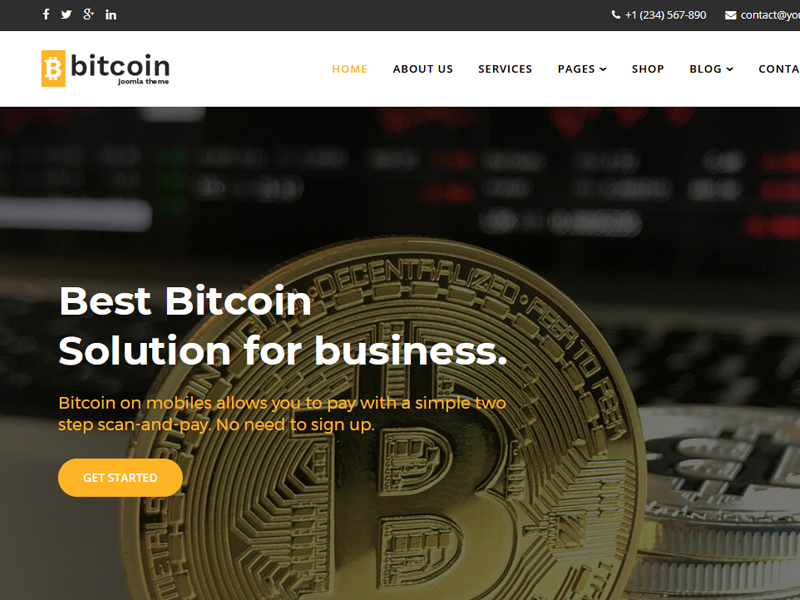 +1 (234) 567-890 contact@yo
bitcoin
Joomla theme
HOME ABOUT US SERVICES PAGES SHOP BLOG CONTA
DECENTRALIZED · PEER TO PEER
Best Bitcoin
Solution for business.
Bitcoin on mobiles allows you to pay with a simple two
step scan-and-pay. No need to sign up.
GET STARTED